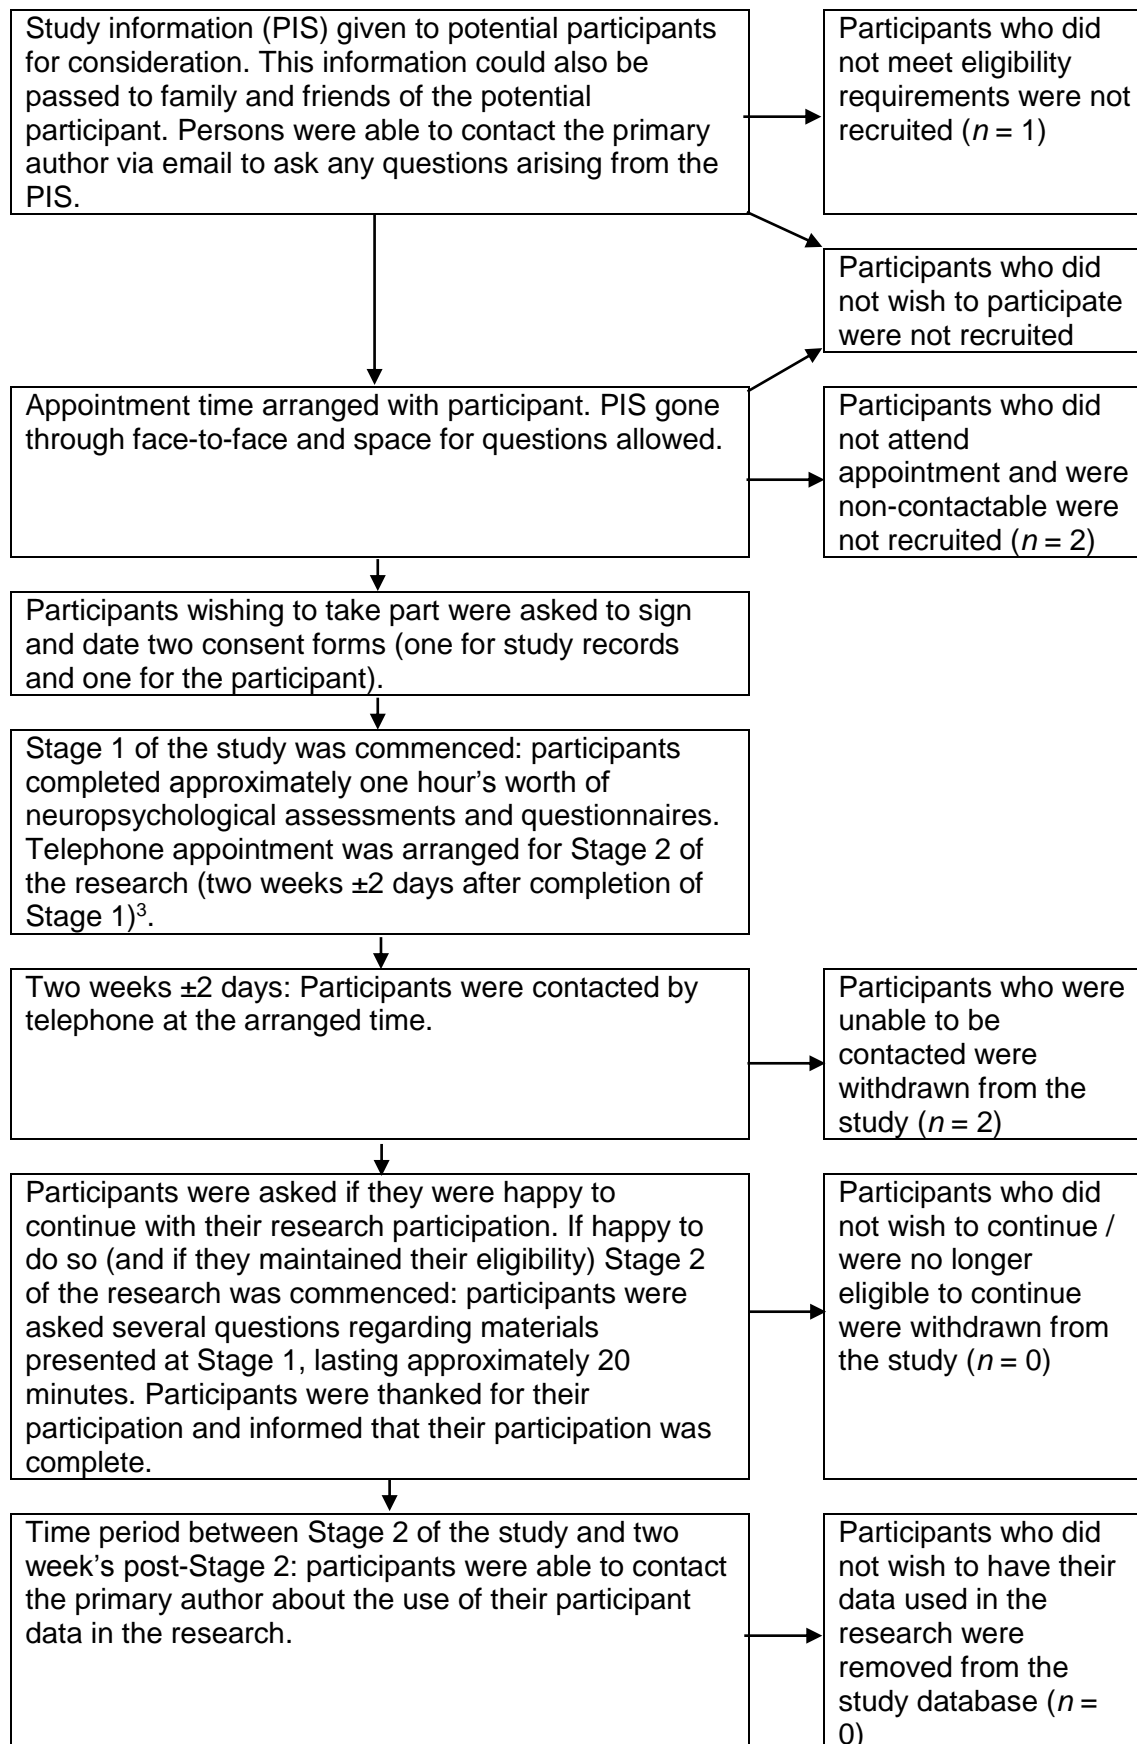 Study information (PIS) given to potential participants
for consideration. This information could also be
passed to family and friends of the potential
participant. Persons were able to contact the primary
author via email to ask any questions arising from the
PIS.
Participants who did
not meet eligibility
requirements were not
recruited (n = 1)
Participants who did
not wish to participate
were not recruited
Appointment time arranged with participant. PIS gone
through face-to-face and space for questions allowed.
Participants who did
not attend
appointment and were
non-contactable were
not recruited (n = 2)
Participants wishing to take part were asked to sign
and date two consent forms (one for study records
and one for the participant).
Stage 1 of the study was commenced: participants
completed approximately one hour’s worth of
neuropsychological assessments and questionnaires.
Telephone appointment was arranged for Stage 2 of
the research (two weeks ±2 days after completion of
Stage 1)³.
Two weeks ±2 days: Participants were contacted by
telephone at the arranged time.
Participants who were
unable to be
contacted were
withdrawn from the
study (n = 2)
Participants were asked if they were happy to
continue with their research participation. If happy to
do so (and if they maintained their eligibility) Stage 2
of the research was commenced: participants were
asked several questions regarding materials
presented at Stage 1, lasting approximately 20
minutes. Participants were thanked for their
participation and informed that their participation was
complete.
Participants who did
not wish to continue /
were no longer
eligible to continue
were withdrawn from
the study (n = 0)
Time period between Stage 2 of the study and two
week’s post-Stage 2: participants were able to contact
the primary author about the use of their participant
data in the research.
Participants who did
not wish to have their
data used in the
research were
removed from the
study database (n =
0)